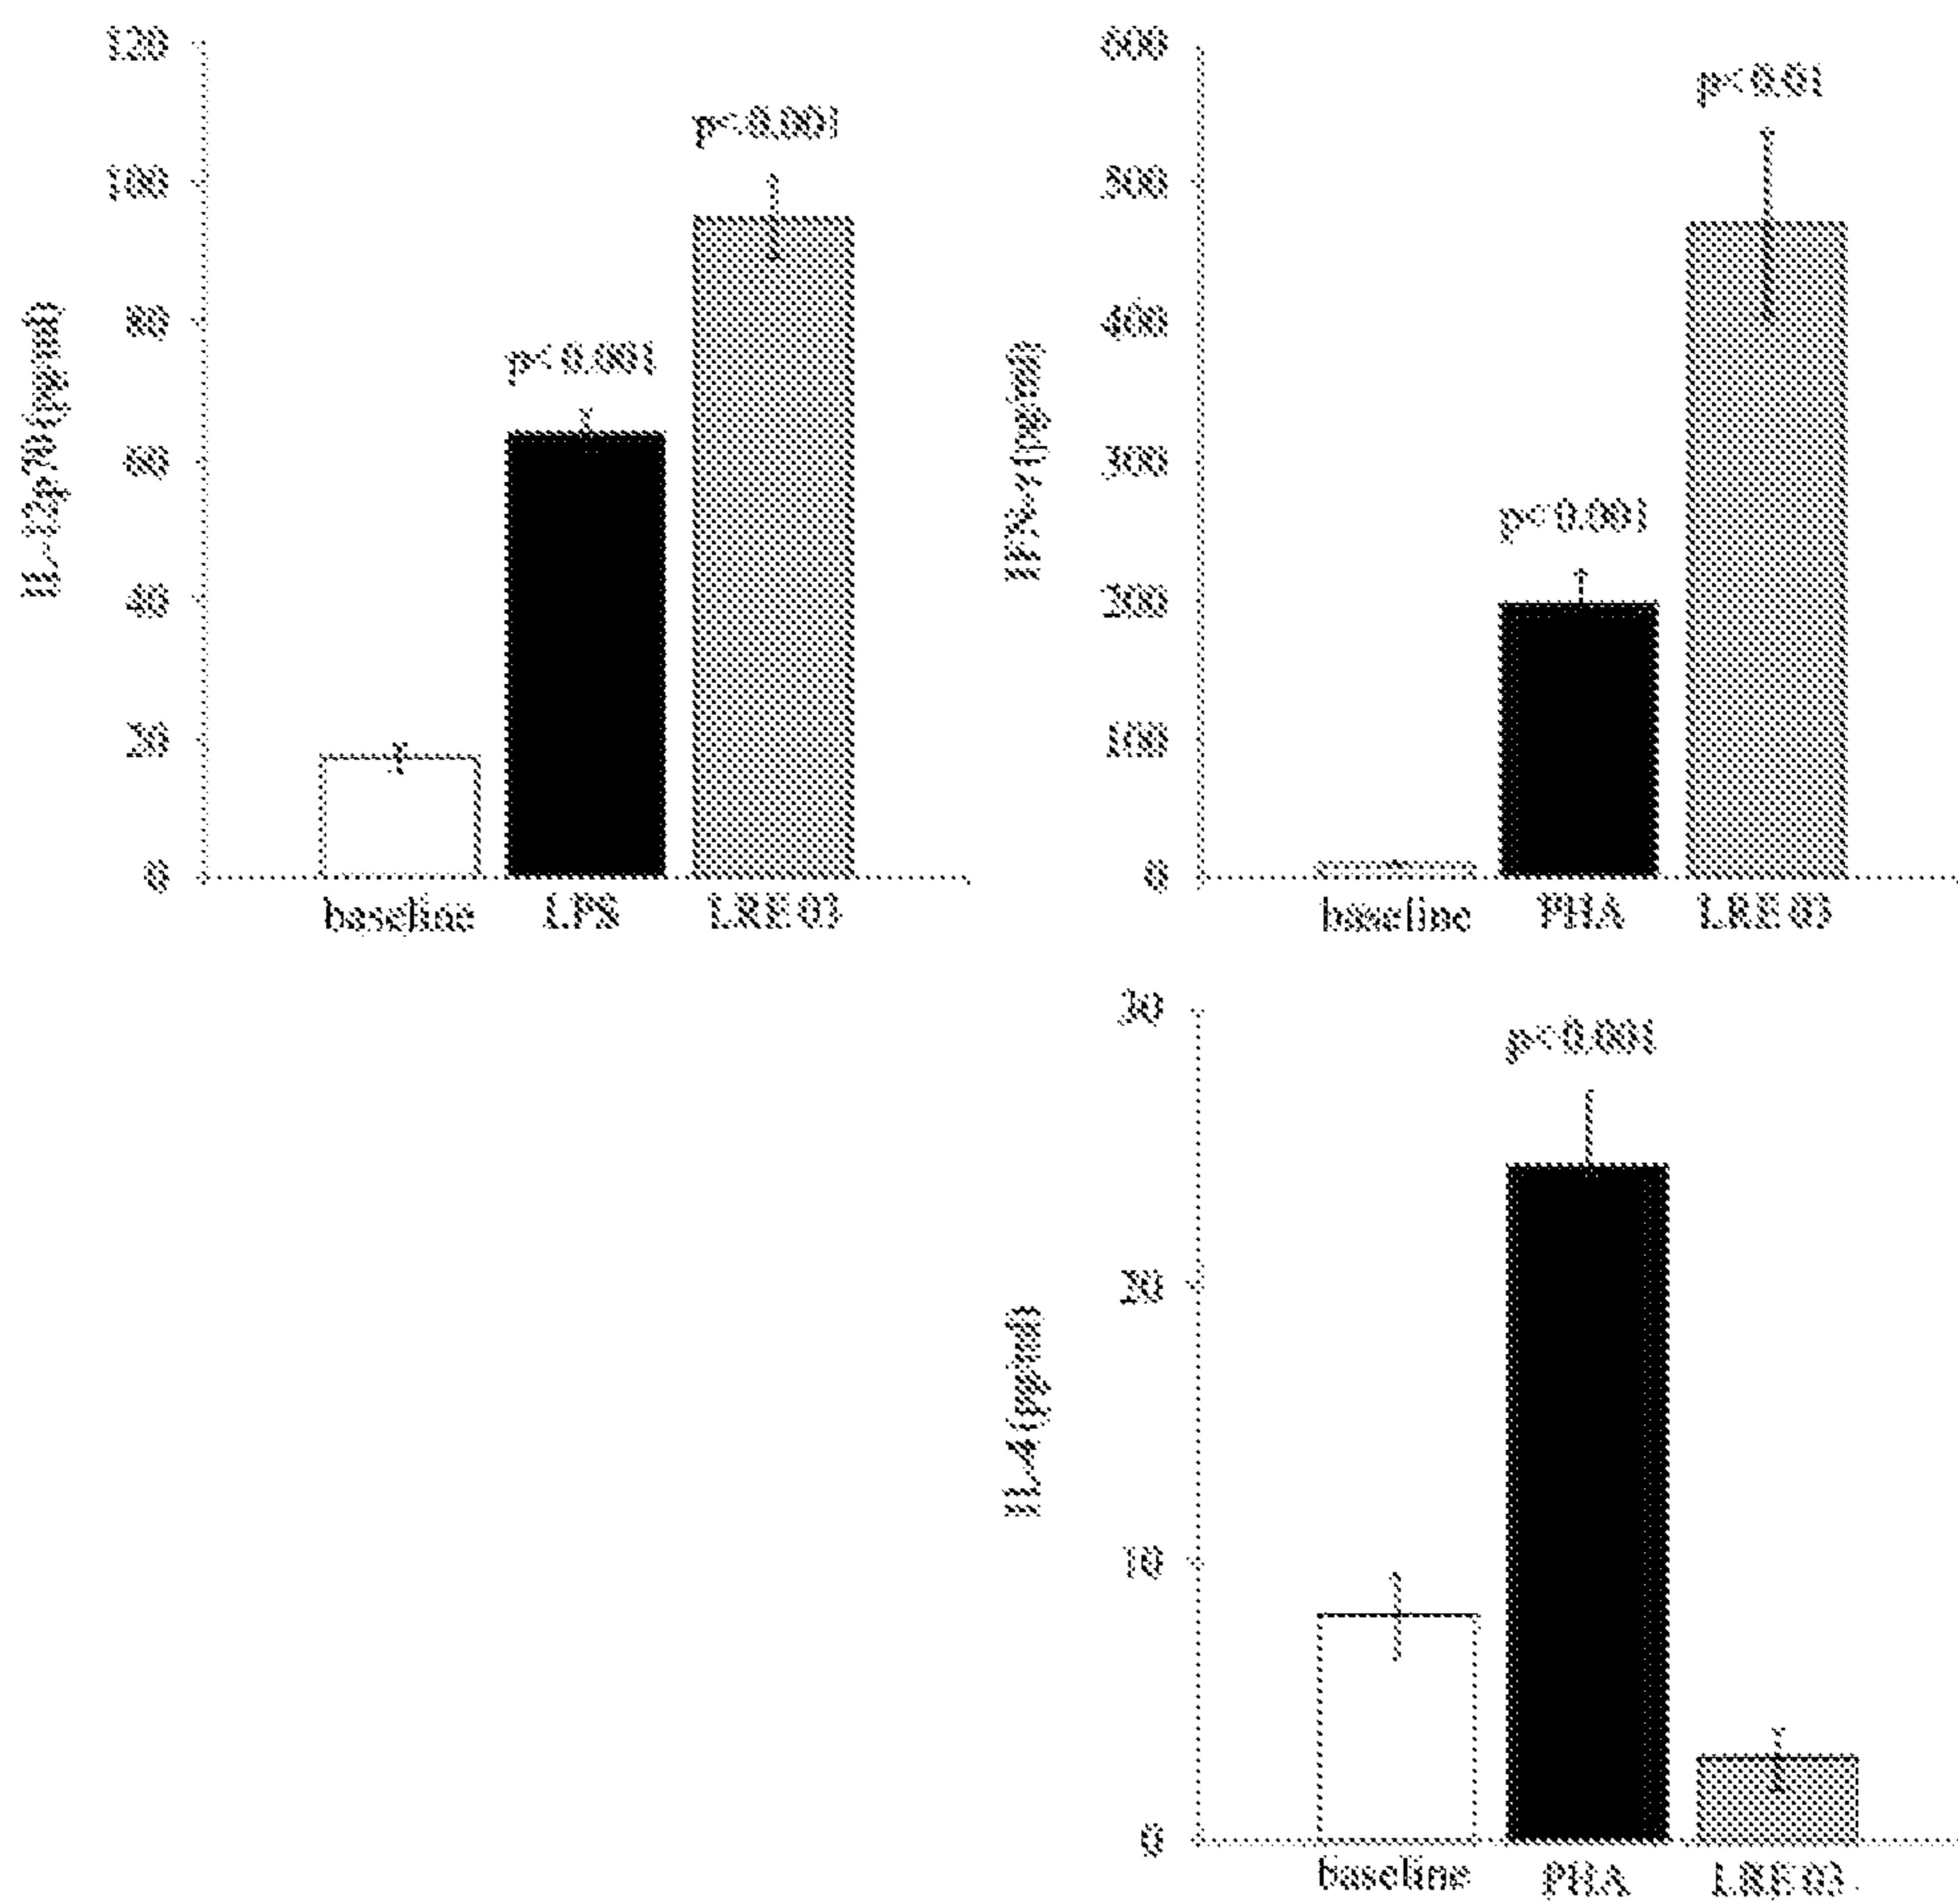 120
100
80
60
40
20
0
IL-12p70 (pg/ml)
p< 0.001
p< 0.001
baseline
LPS
LRE 03
600
500
400
300
200
100
0
IFN-γ (pg/ml)
p< 0.001
p< 0.01
baseline
PHA
LRE 03
30
20
10
0
IL-4 (pg/ml)
p< 0.001
baseline
PHA
LRE 03